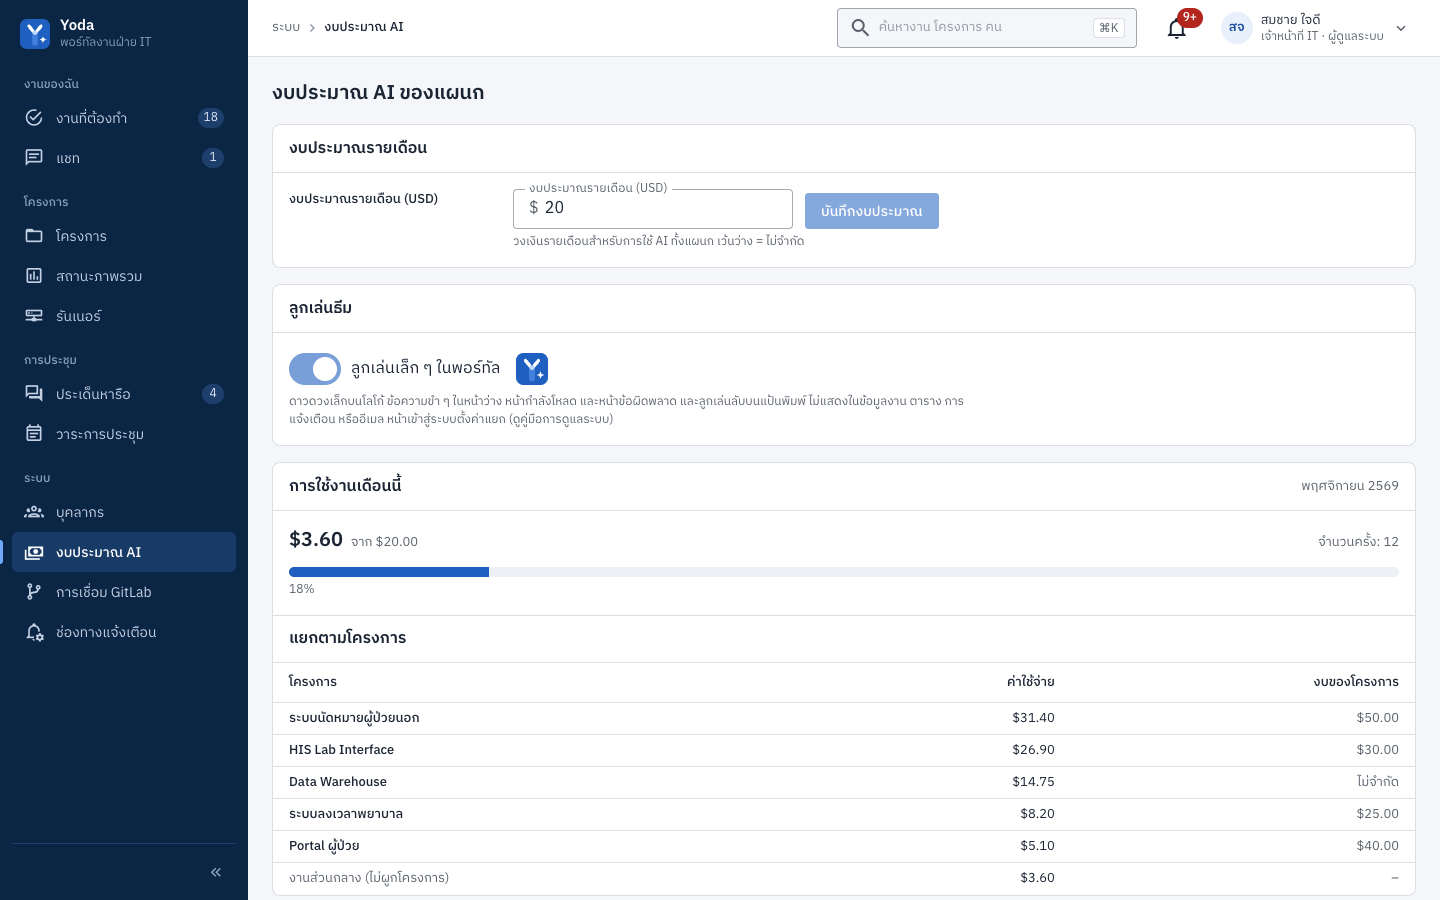 Yoda
พอร์ทัลงานฝ่าย IT
งานของฉัน
งานที่ต้องทำ 18
แชท 1
โครงการ
โครงการ
สถานะภาพรวม
รันเนอร์
การประชุม
ประเด็นหารือ 4
วาระการประชุม
ระบบ
บุคลากร
งบประมาณ AI
การเชื่อม GitLab
ช่องทางแจ้งเตือน
ระบบ › งบประมาณ AI
ค้นหางาน โครงการ คน ⌘K
9+
สจ
สมชาย ใจดี
เจ้าหน้าที่ IT · ผู้ดูแลระบบ
งบประมาณ AI ของแผนก
งบประมาณรายเดือน
งบประมาณรายเดือน (USD)
งบประมาณรายเดือน (USD)
$ 20
บันทึกงบประมาณ
วงเงินรายเดือนสำหรับการใช้ AI ทั้งแผนก เว้นว่าง = ไม่จำกัด
ลูกเล่นธีม
ลูกเล่นเล็ก ๆ ในพอร์ทัล
ดาวดวงเล็กบนโลโก้ ข้อความขำ ๆ ในหน้าว่าง หน้ากำลังโหลด และหน้าข้อผิดพลาด และลูกเล่นลับบนแป้นพิมพ์ ไม่แสดงในข้อมูลงาน ตาราง การ
แจ้งเตือน หรืออีเมล หน้าเข้าสู่ระบบตั้งค่าแยก (ดูคู่มือการดูแลระบบ)
การใช้งานเดือนนี้ พฤศจิกายน 2569
$3.60 จาก $20.00 จำนวนครั้ง: 12
18%
แยกตามโครงการ
โครงการ ค่าใช้จ่าย งบของโครงการ
ระบบนัดหมายผู้ป่วยนอก $31.40 $50.00
HIS Lab Interface $26.90 $30.00
Data Warehouse $14.75 ไม่จำกัด
ระบบลงเวลาพยาบาล $8.20 $25.00
Portal ผู้ป่วย $5.10 $40.00
งานส่วนกลาง (ไม่ผูกโครงการ) $3.60 –